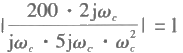 |200 · 2jω_c / jω_c · 5jω_c · ω_c^2| = 1